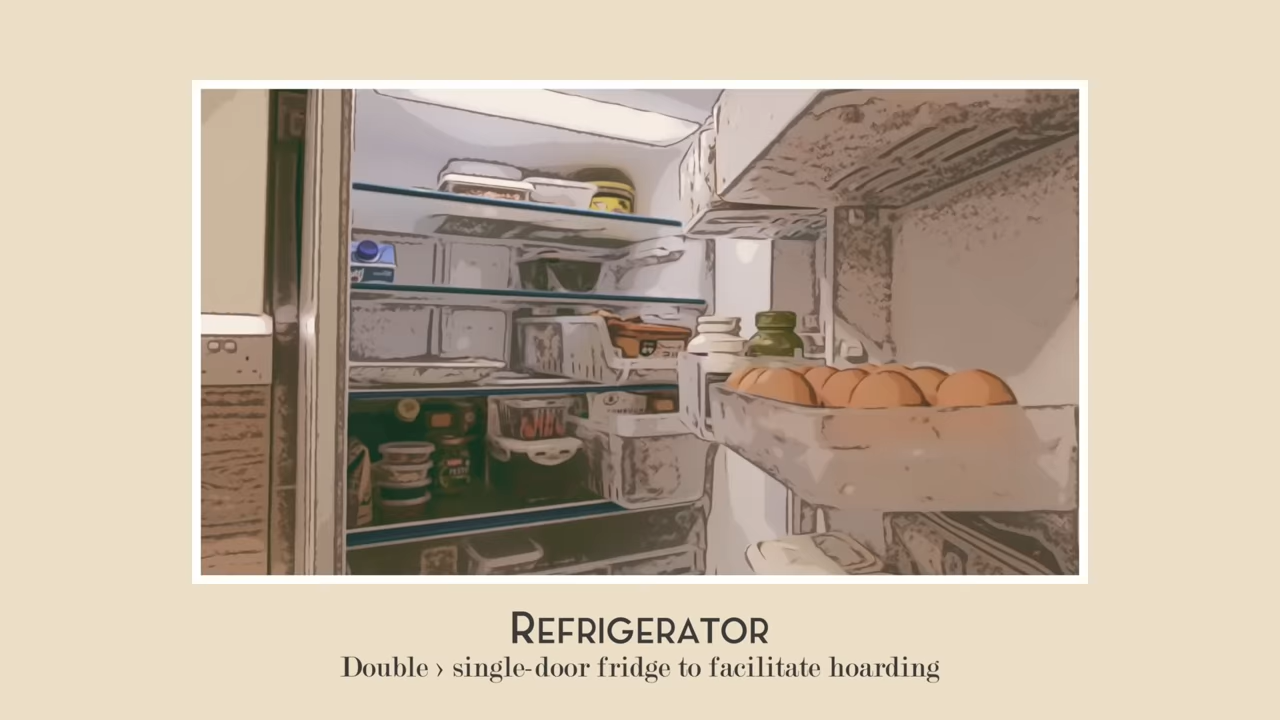 Refrigerator
Double › single-door fridge to facilitate hoarding